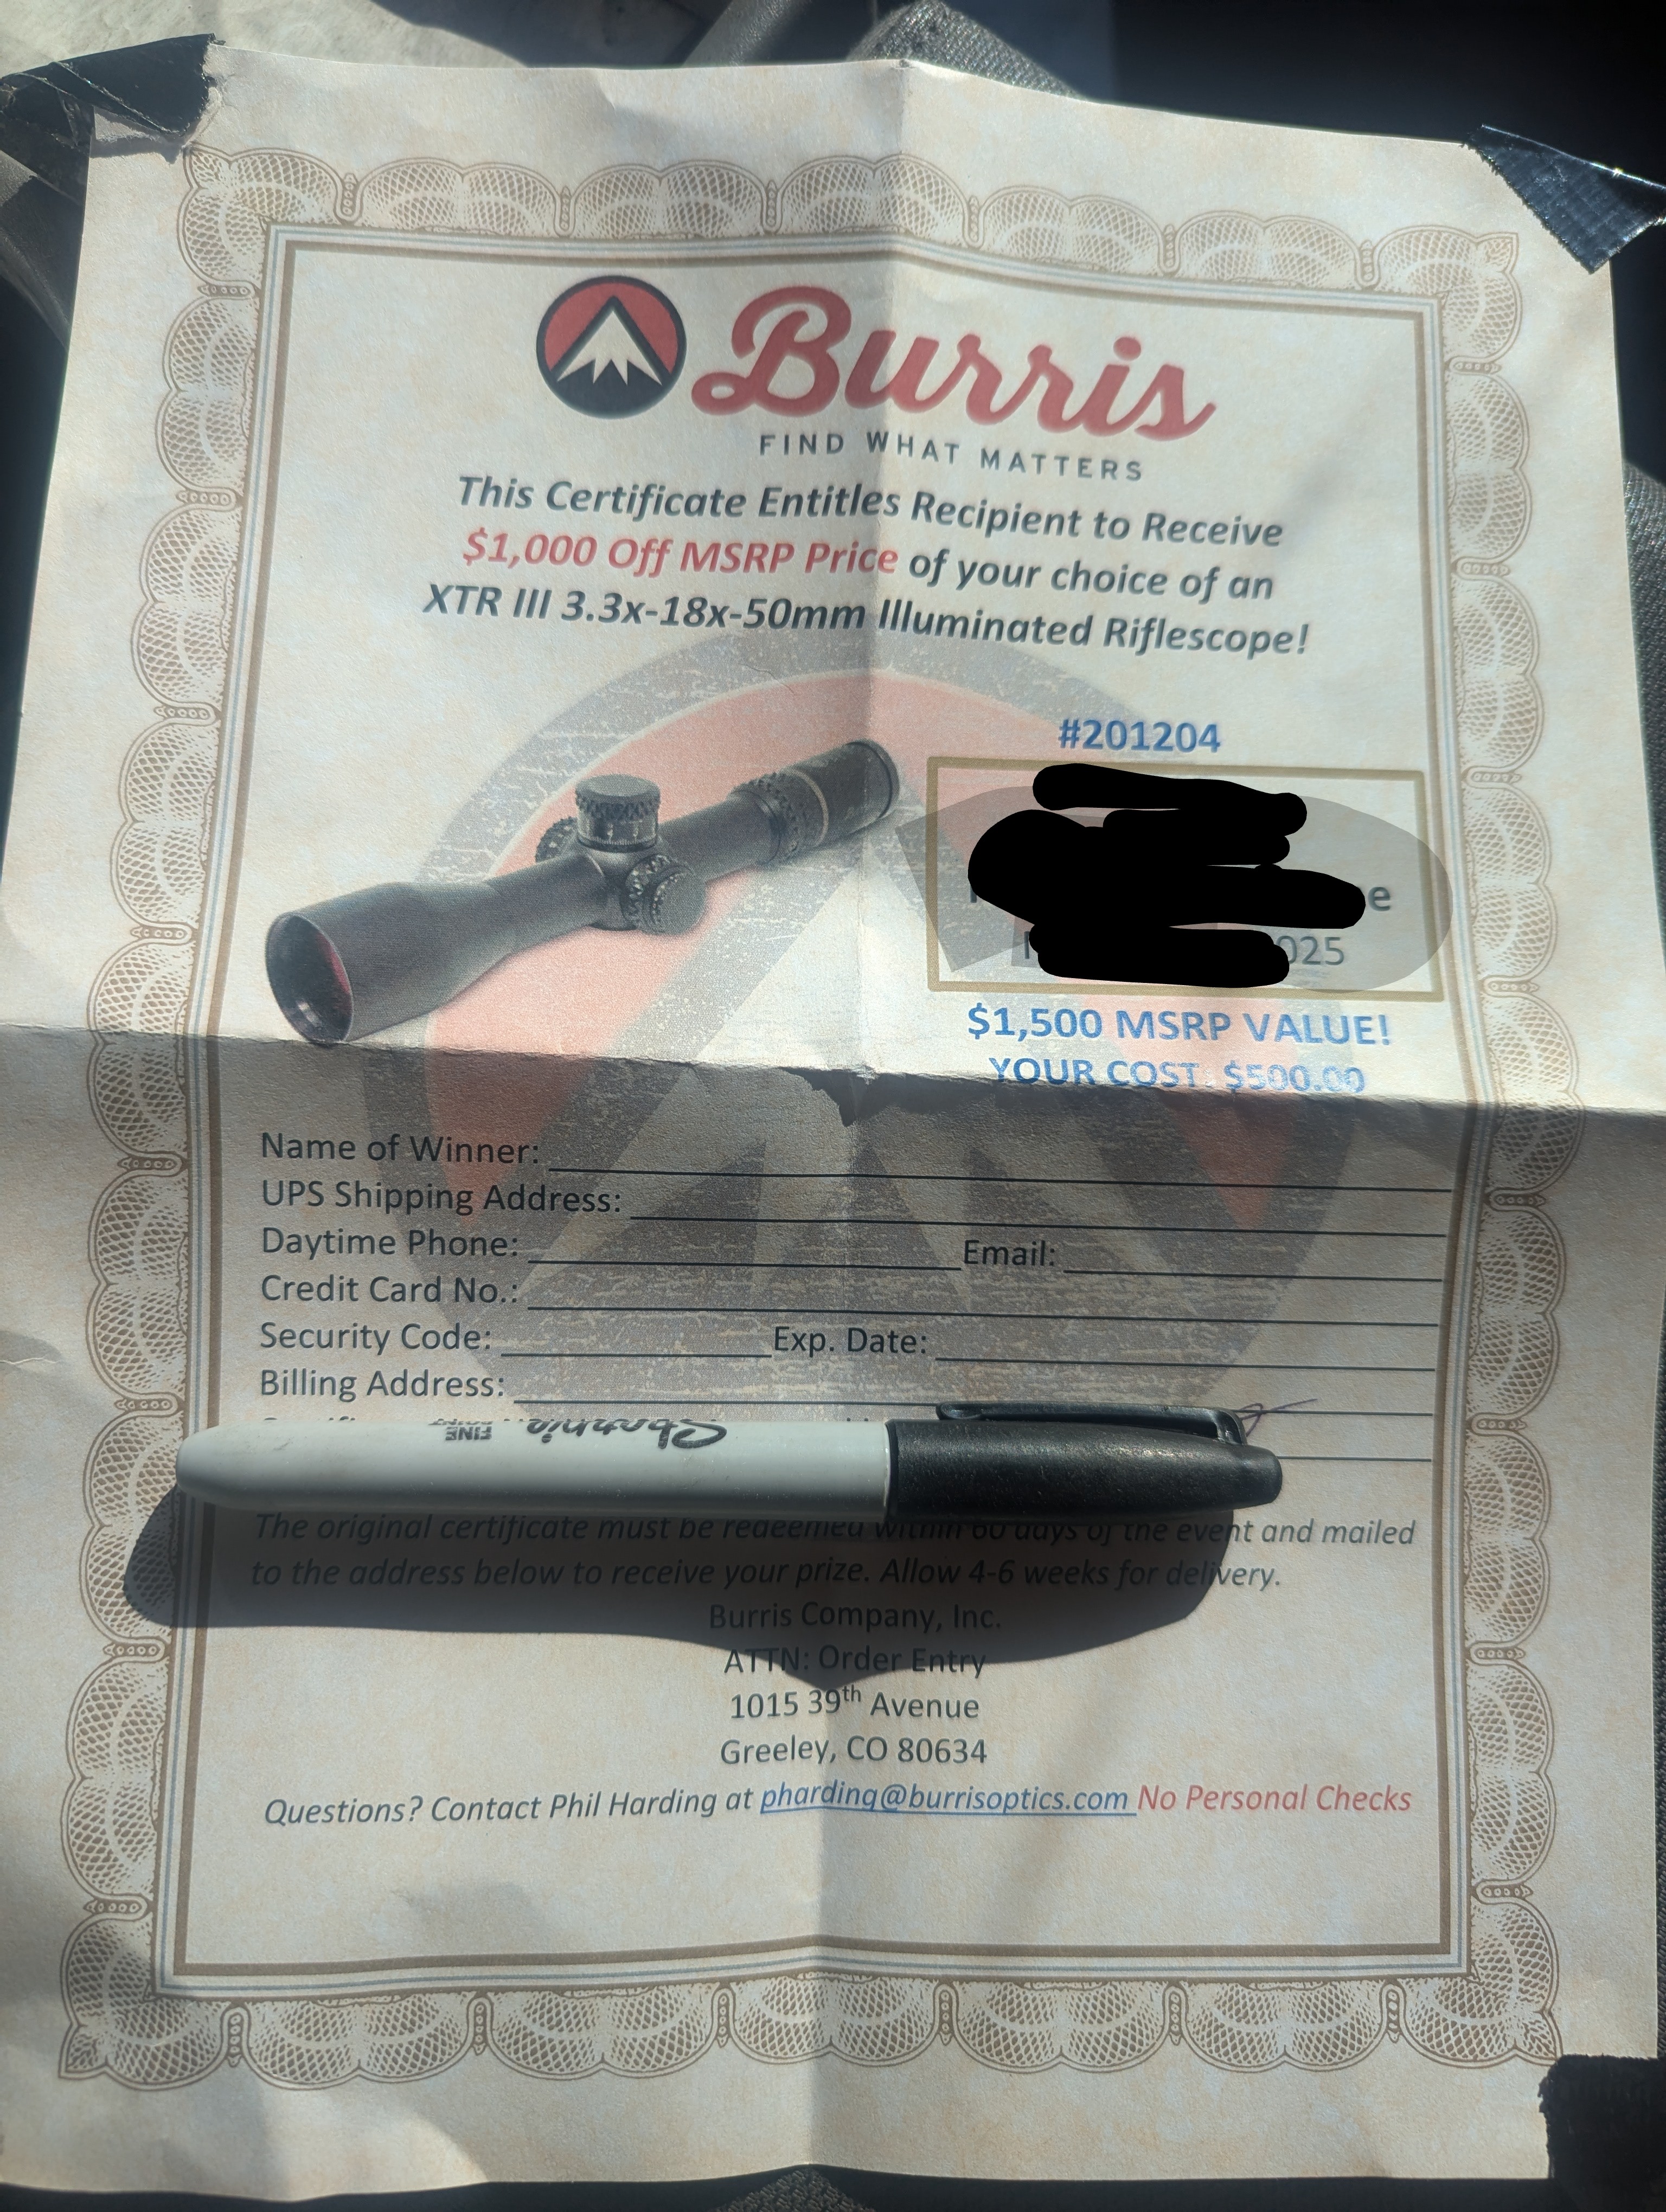 Burris
FIND WHAT MATTERS
This Certificate Entitles Recipient to Receive
$1,000 Off MSRP Price of your choice of an
XTR III 3.3x-18x-50mm Illuminated Riflescope!
#201204
$1,500 MSRP VALUE!
YOUR COST: $500.00
Name of Winner:
UPS Shipping Address:
Daytime Phone: Email:
Credit Card No.:
Security Code: Exp. Date:
Billing Address:
Sharpie
FINE POINT
The original certificate must be redeemed within 60 days of the event and mailed
to the address below to receive your prize. Allow 4-6 weeks for delivery.
Burris Company, Inc.
ATTN: Order Entry
1015 39th Avenue
Greeley, CO 80634
Questions? Contact Phil Harding at pharding@burrisoptics.com No Personal Checks